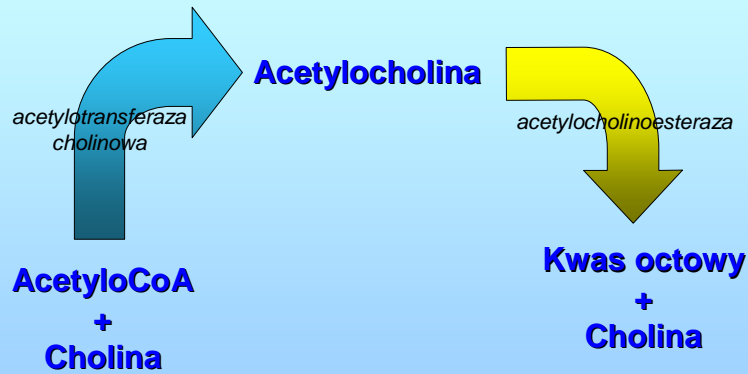 Acetylocholina
acetylotransferaza
cholinowa
acetylocholinoesteraza
AcetyloCoA
+
Cholina
Kwas octowy
+
Cholina